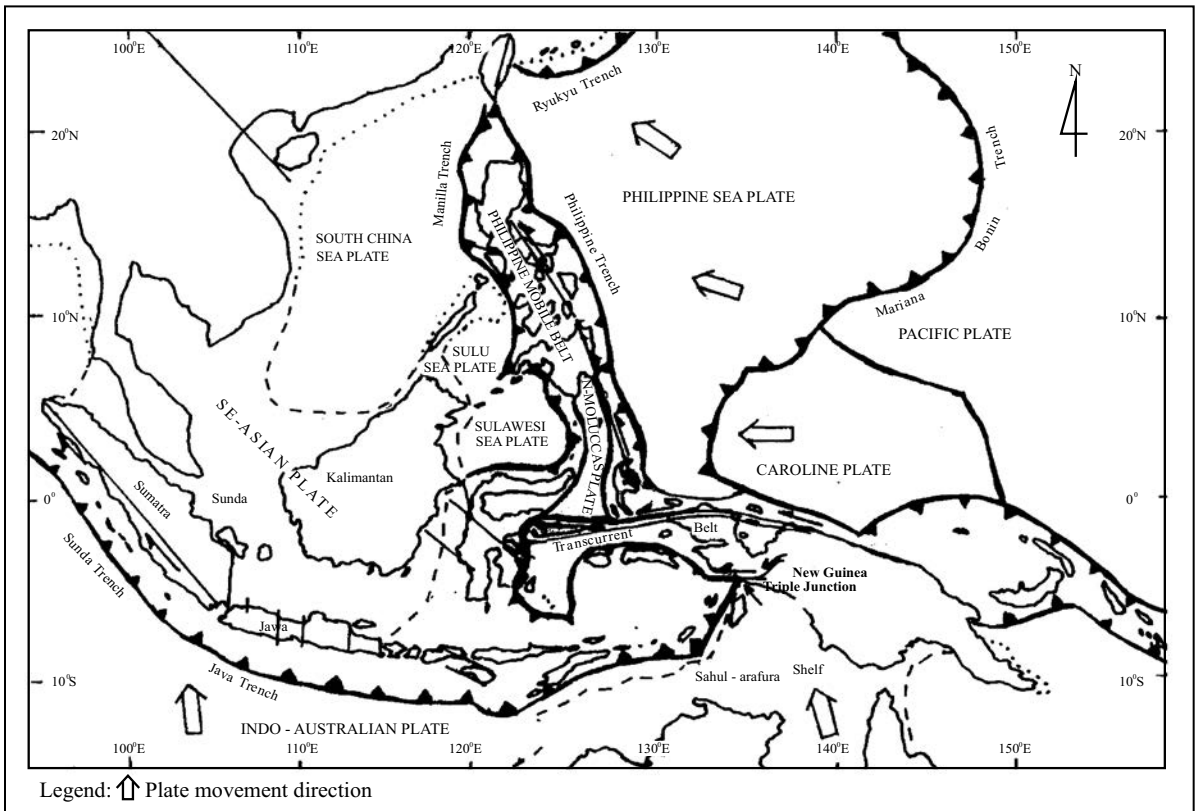 100°E 110°E 120°E 130°E 140°E 150°E
N
Ryukyu Trench
20°N
20°N
Trench
Bonin
Mariana
Manilla Trench
Philippine Trench
PHILIPPINE SEA PLATE
PHILIPPINE MOBILE BELT
SOUTH CHINA
SEA PLATE
10°N
10°N
PACIFIC PLATE
SULU
SEA PLATE
SULAWESI
SEA PLATE
N-MOLUCCAS PLATE
CAROLINE PLATE
SE-ASIAN PLATE
Kalimantan
Sunda
Sumatra
0°
0°
Sunda Trench
Transcurrent
Belt
New Guinea
Triple Junction
Jawa
Java Trench
Sahul - arafura
Shelf
10°S
10°S
INDO - AUSTRALIAN PLATE
100°E 110°E 120°E 130°E 140°E 150°E
Legend: Plate movement direction